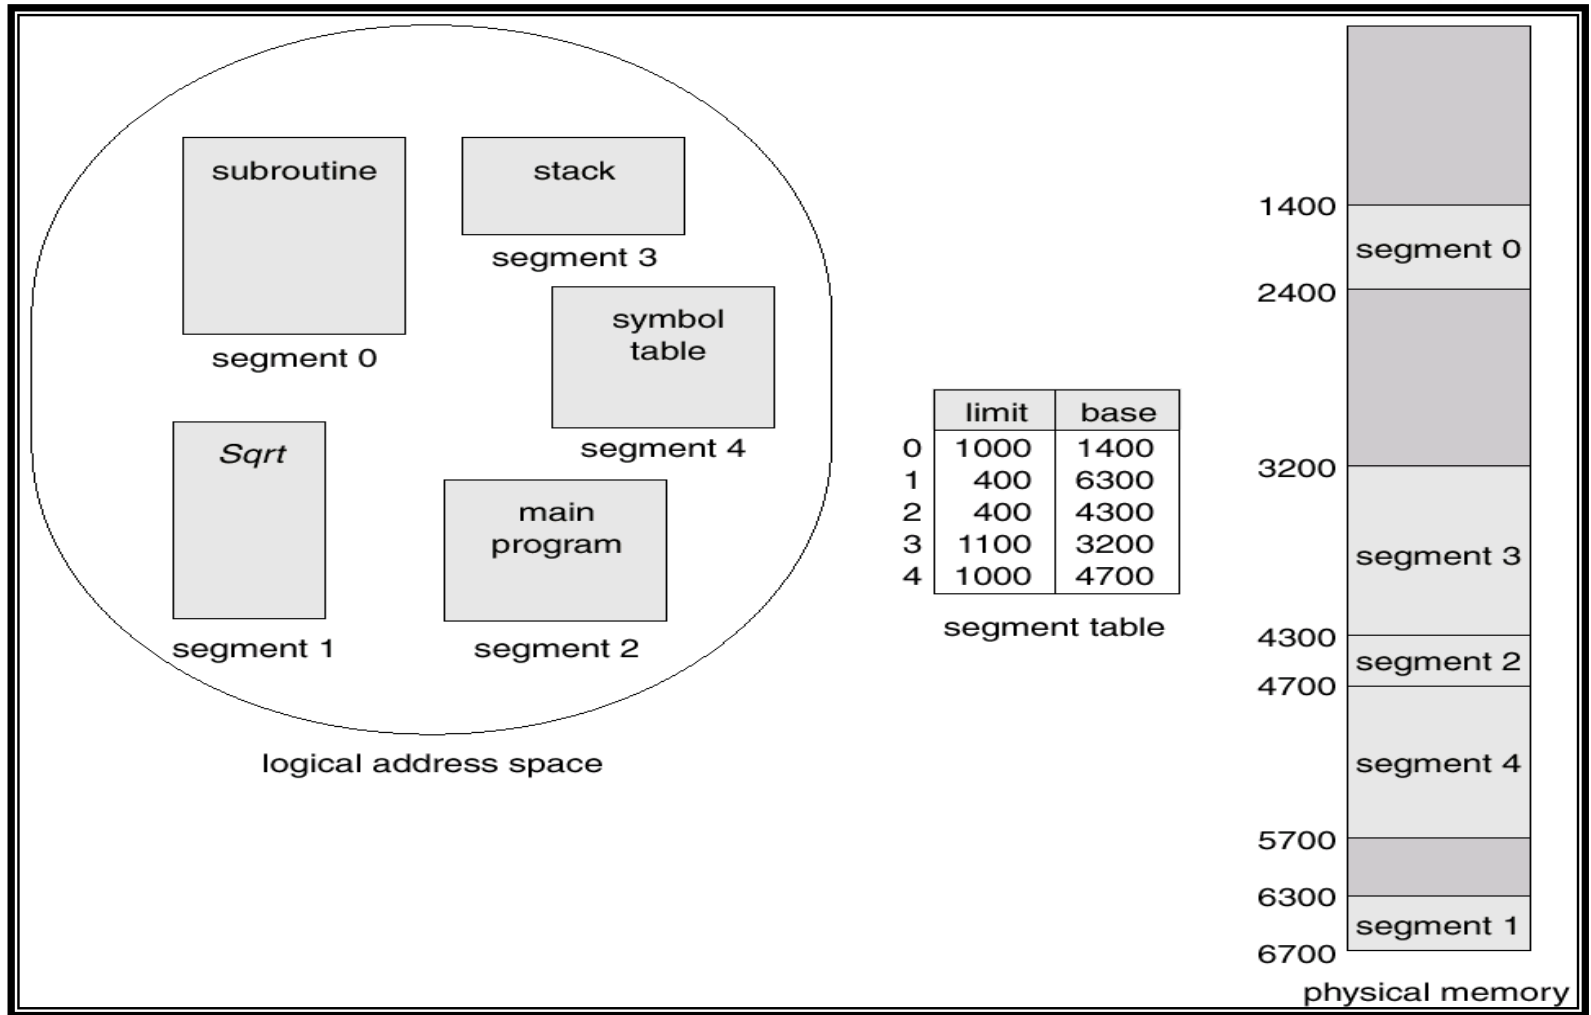 subroutine
segment 0
stack
segment 3
symbol
table
segment 4
Sqrt
segment 1
main
program
segment 2
logical address space
limit base
0 1000 1400
1 400 6300
2 400 4300
3 1100 3200
4 1000 4700
segment table
1400
segment 0
2400
3200
segment 3
4300
segment 2
4700
segment 4
5700
6300
segment 1
6700
physical memory